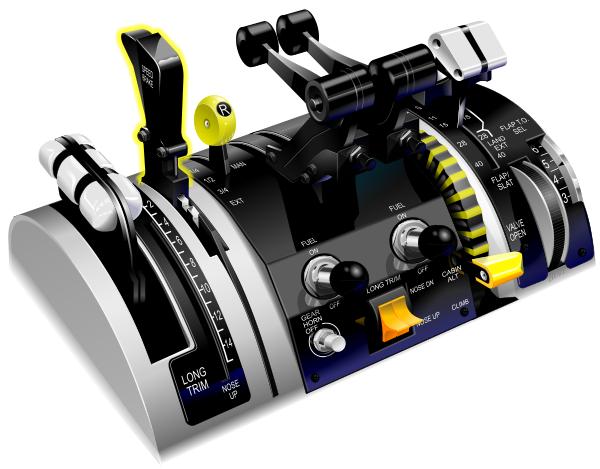 SPEED
BRAKE
R
1/2
MAN
3/4
EXT
2
4
6
8
10
12
14
LONG
TRIM
NOSE
UP
FUEL
ON
OFF
FUEL
ON
OFF
GEAR
HORN
OFF
LONG TRIM
NOSE DN
NOSE UP
CABIN
ALT
CLIMB
11
15
15
28
28
40
FLAP T.O.
SEL
LAND
EXT
40
FLAP/
SLAT
VALVE
OPEN
6
5
4
3